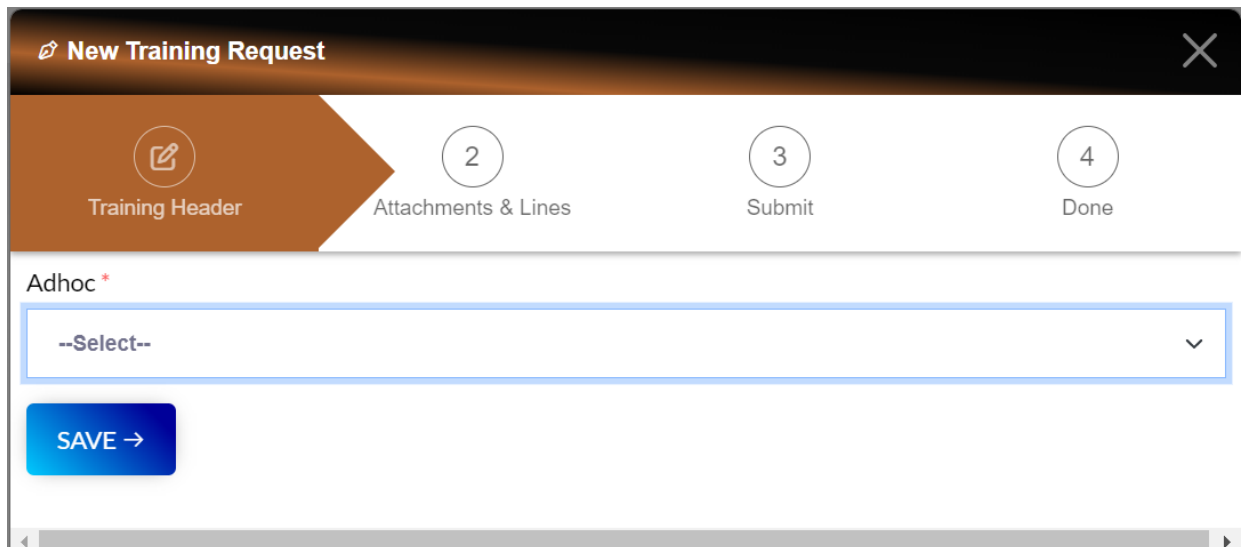 New Training Request
2
3
4
Training Header
Attachments & Lines
Submit
Done
Adhoc *
--Select--
SAVE →